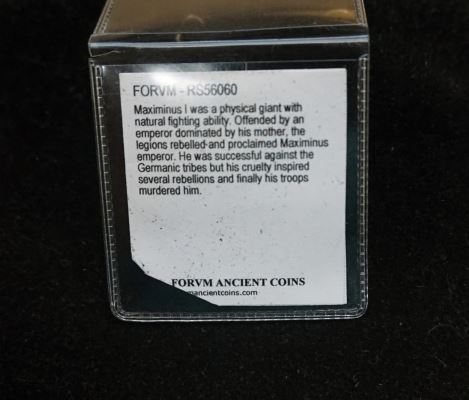 FORVM - RS56060
Maximinus I was a physical giant with
natural fighting ability. Offended by an
emperor dominated by his mother, the
legions rebelled and proclaimed Maximinus
emperor. He was successful against the
Germanic tribes but his cruelty inspired
several rebellions and finally his troops
murdered him.
FORVM ANCIENT COINS
mancientcoins.com